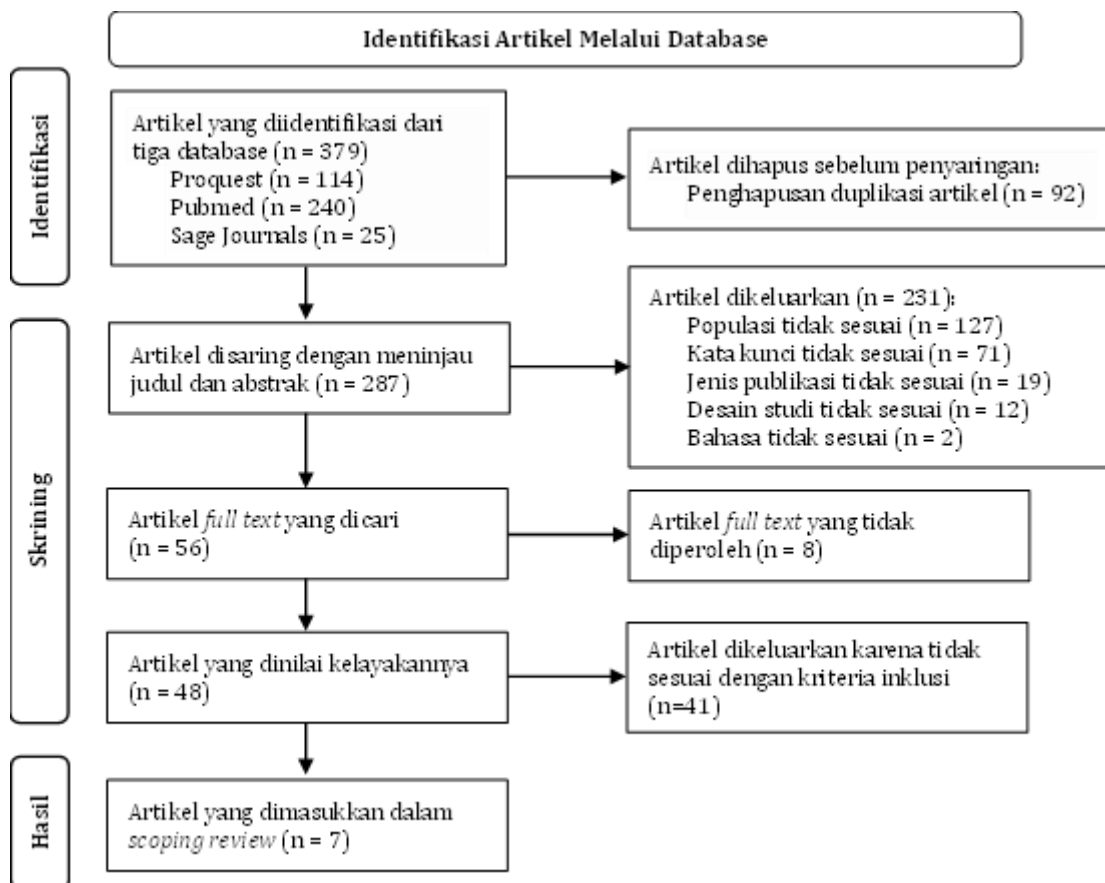 Identifikasi Artikel Melalui Database
Identifikasi
Artikel yang diidentifikasi dari
tiga database (n = 379)
Proquest (n = 114)
Pubmed (n = 240)
Sage Journals (n = 25)
Artikel dihapus sebelum penyaringan:
Penghapusan duplikasi artikel (n = 92)
Skrining
Artikel disaring dengan meninjau
judul dan abstrak (n = 287)
Artikel dikeluarkan (n = 231):
Populasi tidak sesuai (n = 127)
Kata kunci tidak sesuai (n = 71)
Jenis publikasi tidak sesuai (n = 19)
Desain studi tidak sesuai (n = 12)
Bahasa tidak sesuai (n = 2)
Artikel full text yang dicari
(n = 56)
Artikel full text yang tidak
diperoleh (n = 8)
Artikel yang dinilai kelayakannya
(n = 48)
Artikel dikeluarkan karena tidak
sesuai dengan kriteria inklusi
(n=41)
Hasil
Artikel yang dimasukkan dalam
scoping review (n = 7)